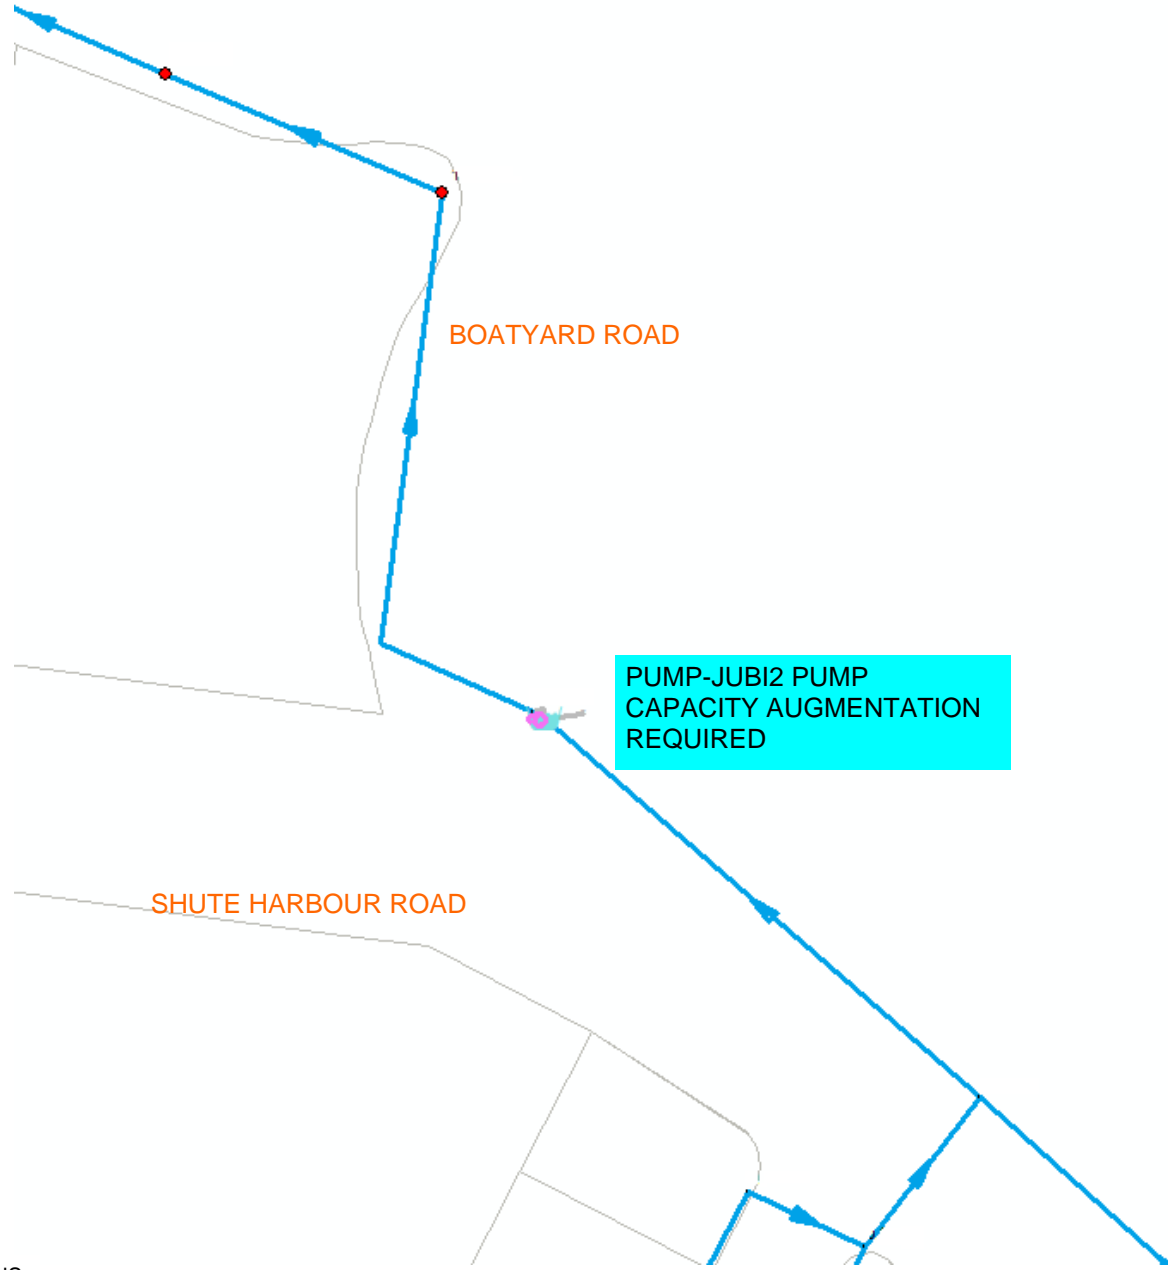 BOATYARD ROAD
PUMP-JUBI2 PUMP
CAPACITY AUGMENTATION
REQUIRED
SHUTE HARBOUR ROAD